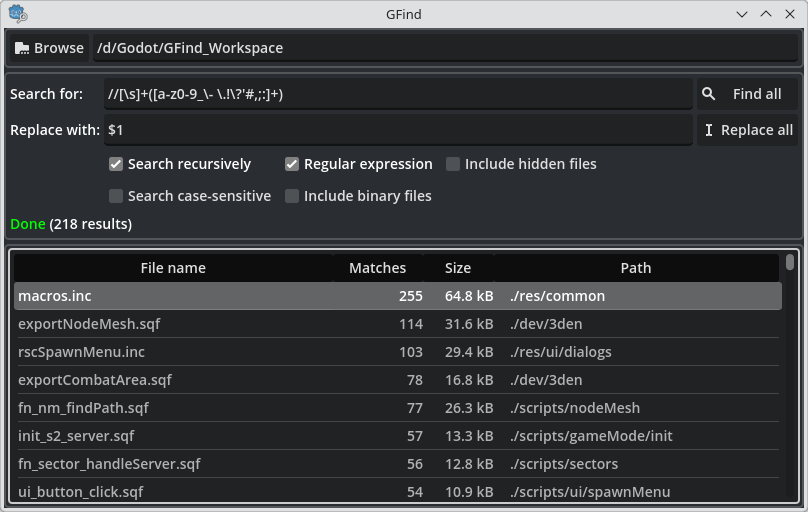 GFind
Browse /d/Godot/GFind_Workspace
Search for: //[\s]+([a-z0-9_\- \.!\?'#,;:]+) Find all
Replace with: $1 Replace all
Search recursively Regular expression Include hidden files
Search case-sensitive Include binary files
Done (218 results)
File name Matches Size Path
macros.inc 255 64.8 kB ./res/common
exportNodeMesh.sqf 114 31.6 kB ./dev/3den
rscSpawnMenu.inc 103 29.4 kB ./res/ui/dialogs
exportCombatArea.sqf 78 16.8 kB ./dev/3den
fn_nm_findPath.sqf 77 26.3 kB ./scripts/nodeMesh
init_s2_server.sqf 57 13.3 kB ./scripts/gameMode/init
fn_sector_handleServer.sqf 56 12.8 kB ./scripts/sectors
ui_button_click.sqf 54 10.9 kB ./scripts/ui/spawnMenu